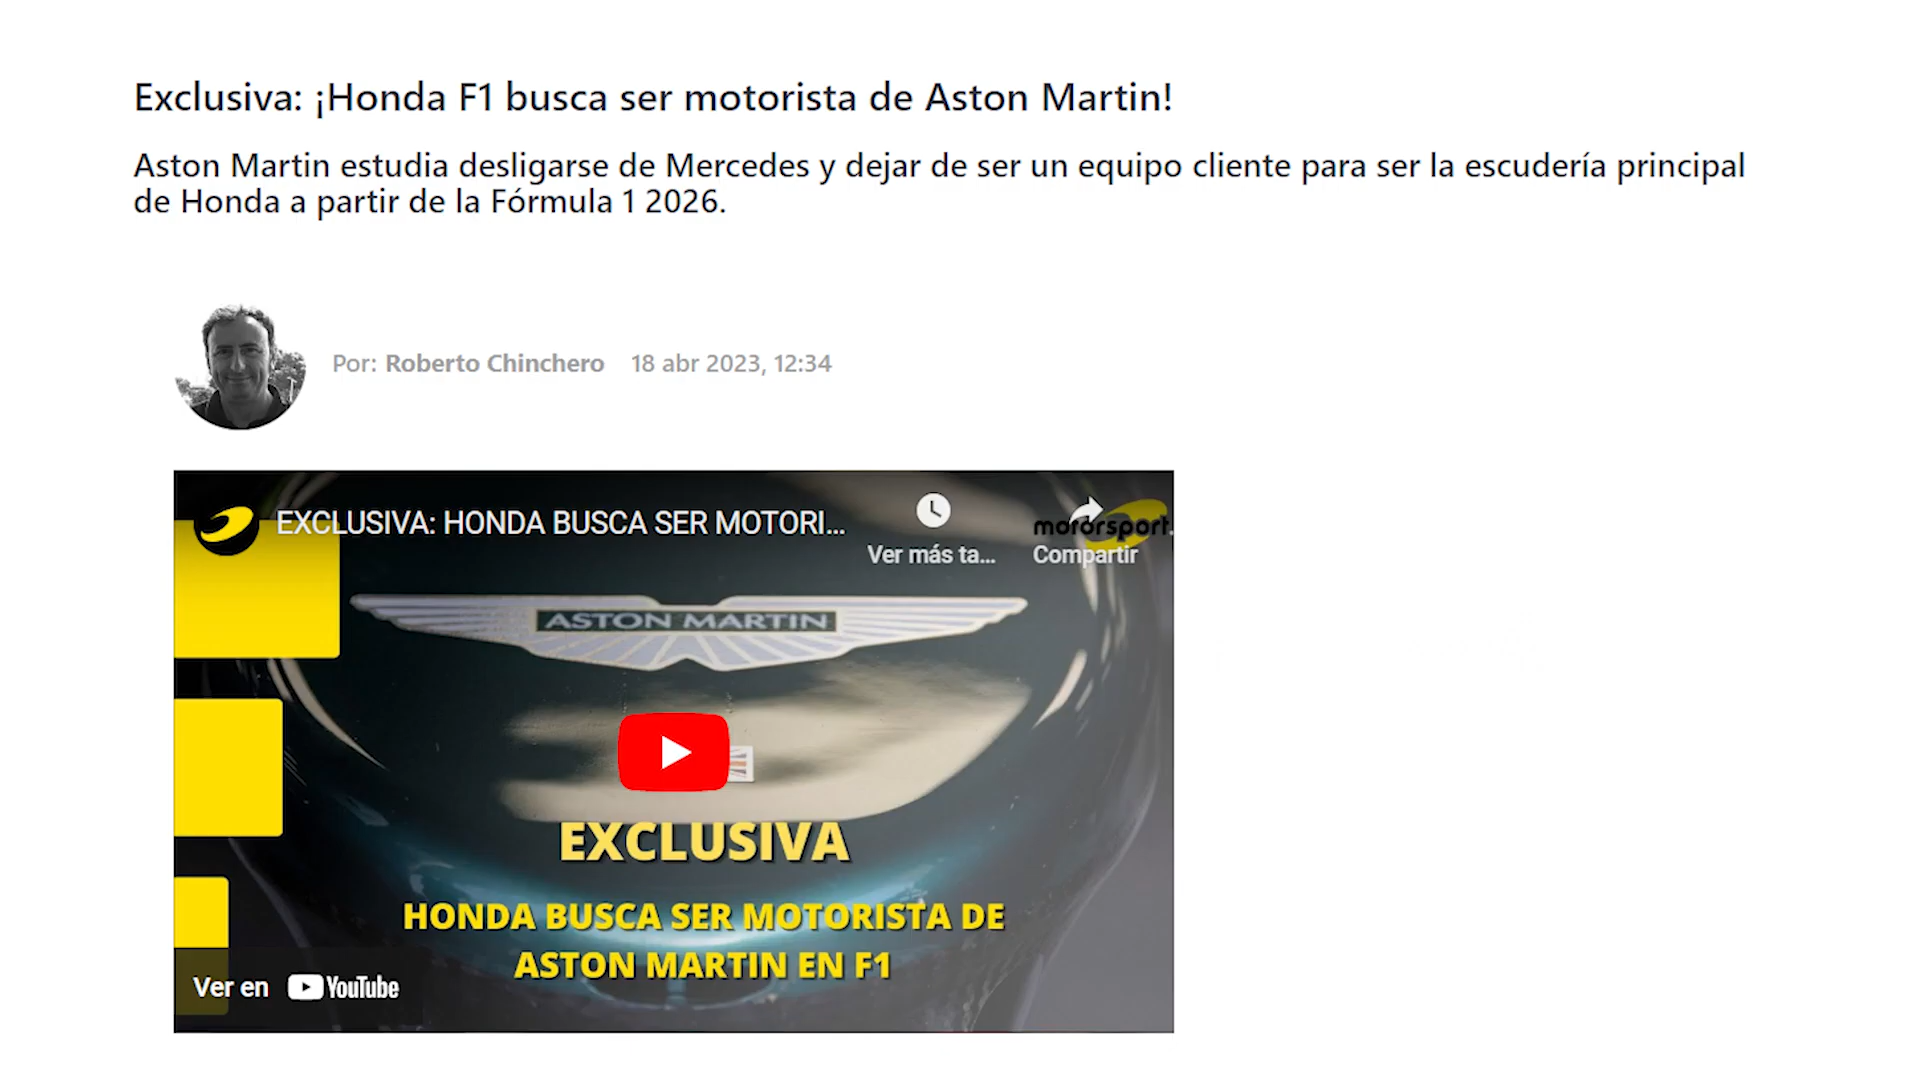 Exclusiva: ¡Honda F1 busca ser motorista de Aston Martin!
Aston Martin estudia desligarse de Mercedes y dejar de ser un equipo cliente para ser la escudería principal
de Honda a partir de la Fórmula 1 2026.
Por: Roberto Chinchero 18 abr 2023, 12:34
EXCLUSIVA: HONDA BUSCA SER MOTORI...
Ver más ta...
motorsport.
Compartir
ASTON MARTIN
EXCLUSIVA
HONDA BUSCA SER MOTORISTA DE
ASTON MARTIN EN F1
Ver en YouTube